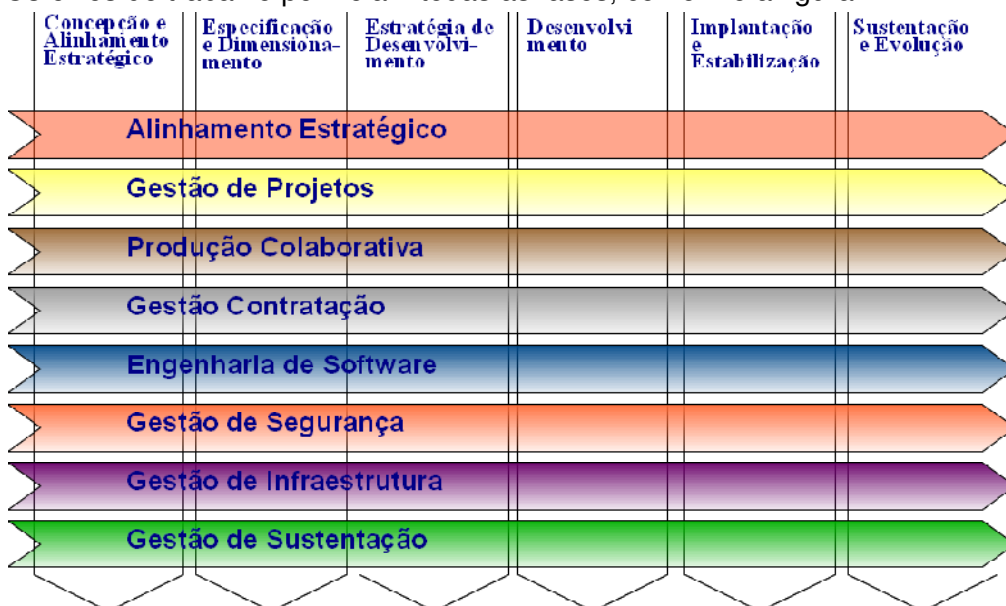 Concepção e
Alinhamento
Estratégico
Especificação
e Dimensiona-
mento
Estratégia de
Desenvolvi-
mento
Desenvolvi
mento
Implantação
e
Estabilização
Sustentação
e Evolução
Alinhamento Estratégico
Gestão de Projetos
Produção Colaborativa
Gestão Contratação
Engenharia de Software
Gestão de Segurança
Gestão de Infraestrutura
Gestão de Sustentação